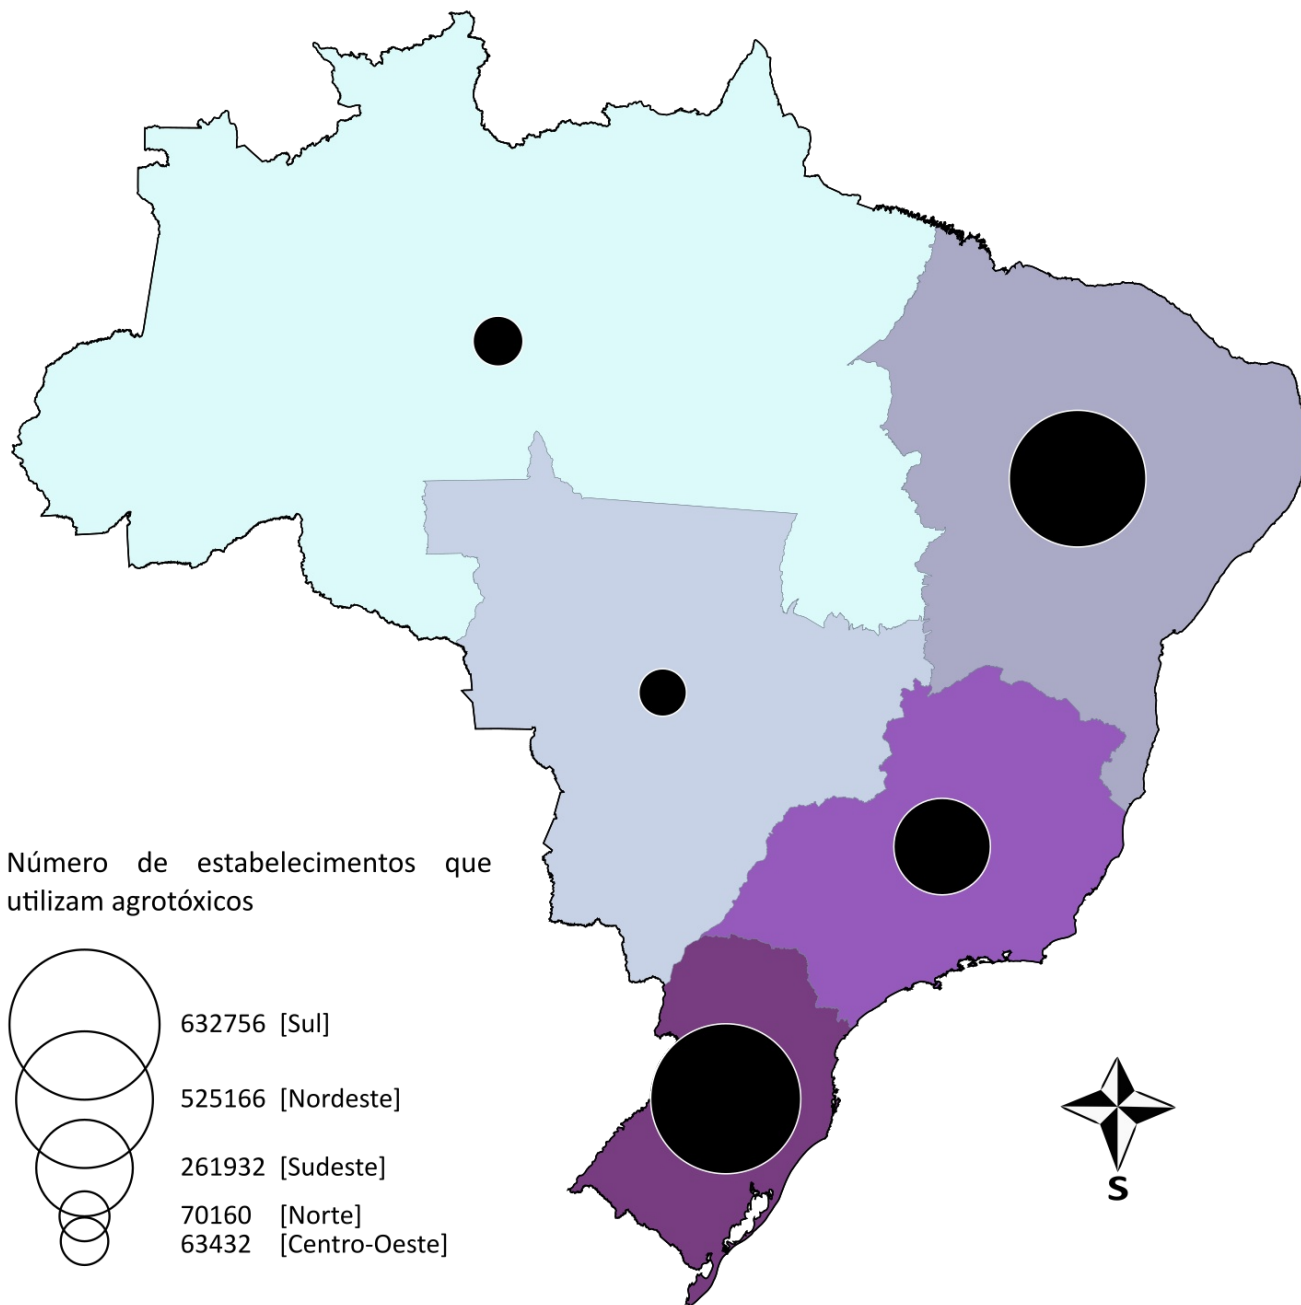 Número de estabelecimentos que
utilizam agrotóxicos
632756 [Sul]
525166 [Nordeste]
261932 [Sudeste]
70160 [Norte]
63432 [Centro-Oeste]
S